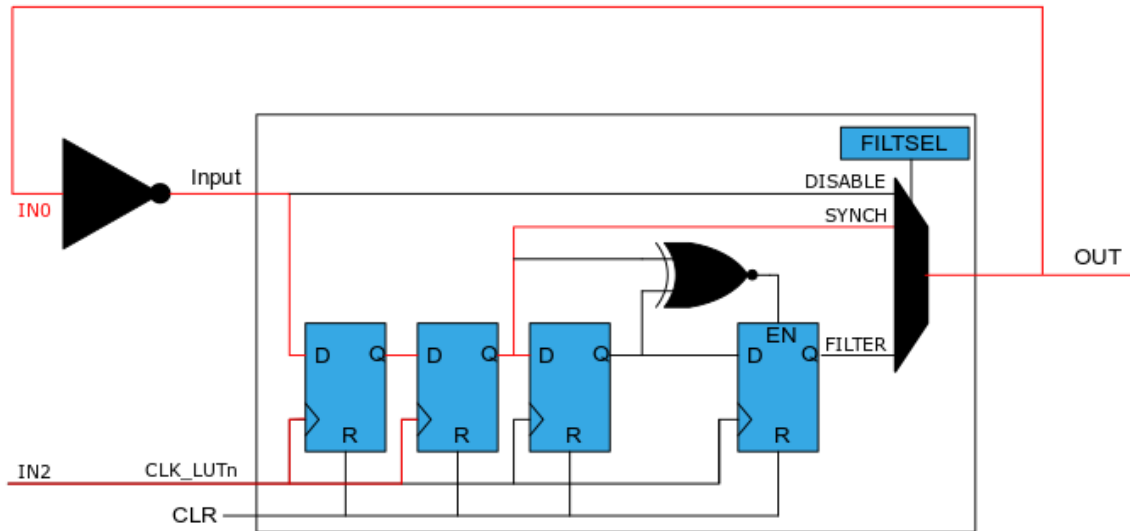 FILTSEL
Input
DISABLE
IN0
SYNCH
OUT
EN
D Q D Q D Q D Q FILTER
R R R R
IN2 CLK_LUTn
CLR